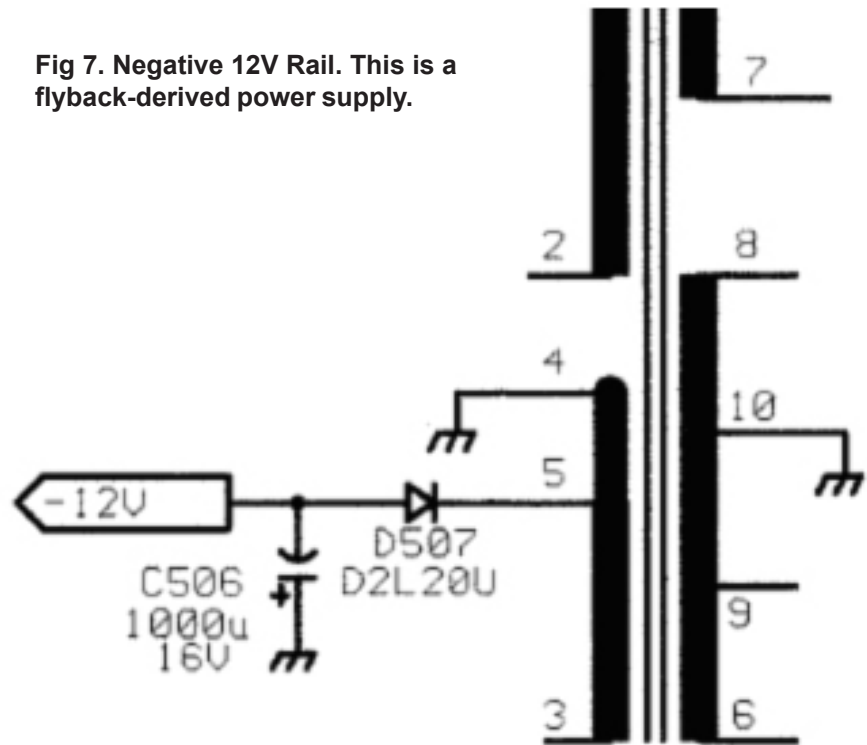 Fig 7. Negative 12V Rail. This is a
flyback-derived power supply.
7
2
8
4
10
5
-12V
D507
D2L20U
C506
+
1000u
16V
9
3
6